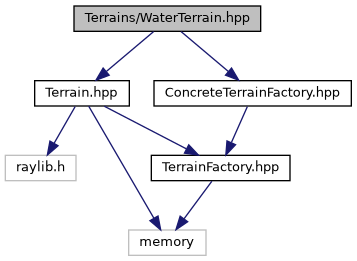 Terrains/WaterTerrain.hpp
Terrain.hpp
ConcreteTerrainFactory.hpp
raylib.h
TerrainFactory.hpp
memory